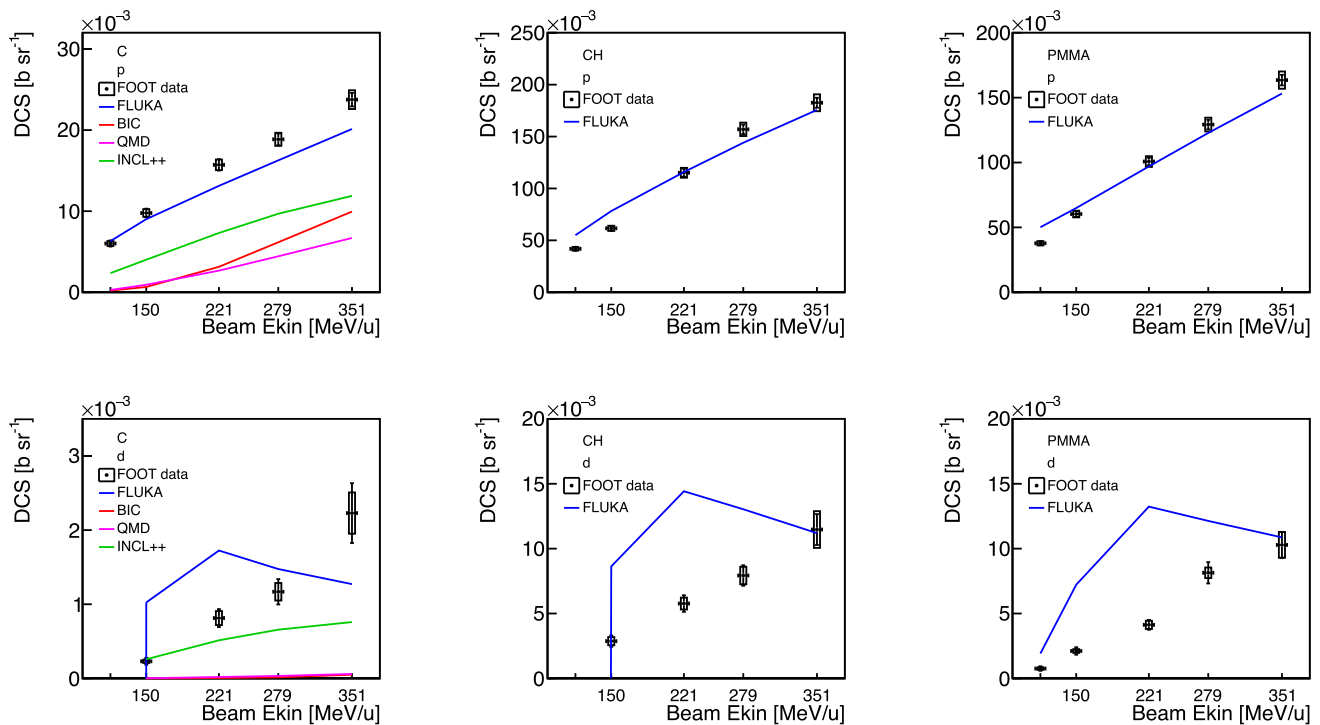 ×10⁻³
DCS [b sr⁻¹]
30
20
10
0
C
p
FOOT data
FLUKA
BIC
QMD
INCL++
150 221 279 351
Beam Ekin [MeV/u]
×10⁻³
DCS [b sr⁻¹]
250
200
150
100
50
0
CH
p
FOOT data
FLUKA
150 221 279 351
Beam Ekin [MeV/u]
×10⁻³
DCS [b sr⁻¹]
200
150
100
50
0
PMMA
p
FOOT data
FLUKA
150 221 279 351
Beam Ekin [MeV/u]
×10⁻³
DCS [b sr⁻¹]
3
2
1
0
C
d
FOOT data
FLUKA
BIC
QMD
INCL++
150 221 279 351
Beam Ekin [MeV/u]
×10⁻³
DCS [b sr⁻¹]
20
15
10
5
0
CH
d
FOOT data
FLUKA
150 221 279 351
Beam Ekin [MeV/u]
×10⁻³
DCS [b sr⁻¹]
20
15
10
5
0
PMMA
d
FOOT data
FLUKA
150 221 279 351
Beam Ekin [MeV/u]